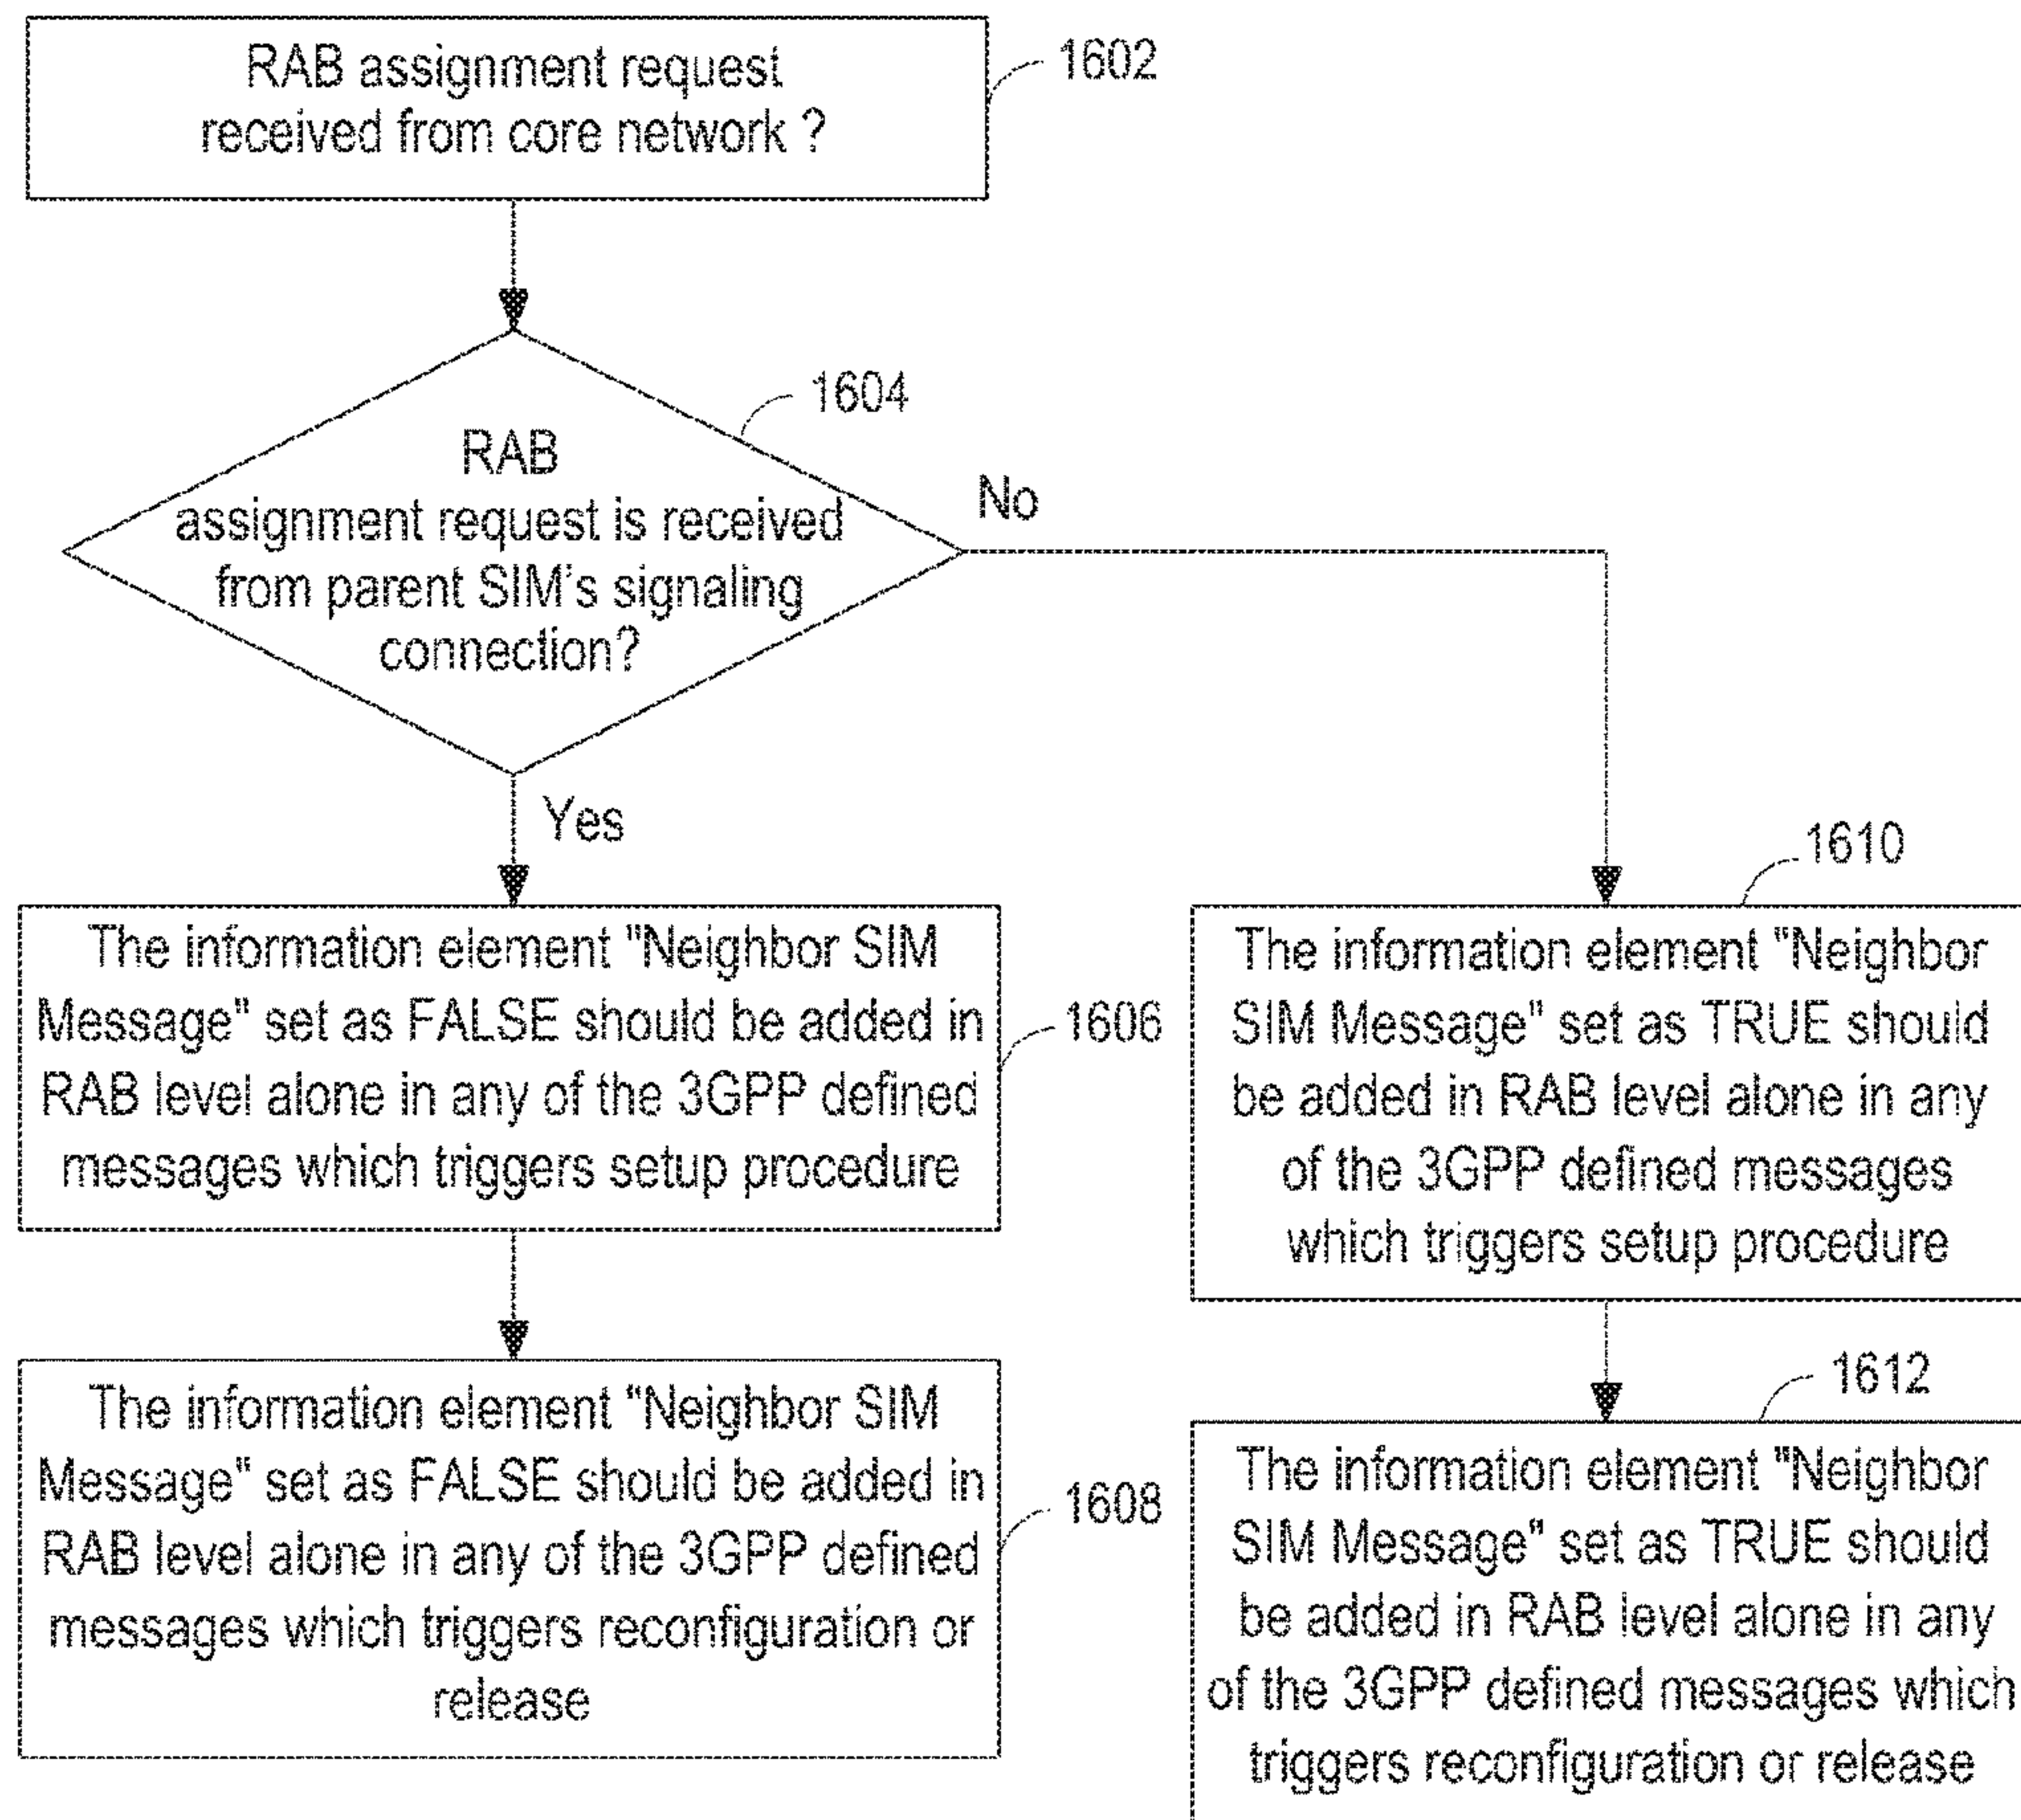 RAB assignment request
received from core network ?
1602
1604
RAB
assignment request is received
from parent SIM's signaling
connection?
No
Yes
The information element "Neighbor SIM
Message" set as FALSE should be added in
RAB level alone in any of the 3GPP defined
messages which triggers setup procedure
1606
The information element "Neighbor SIM
Message" set as FALSE should be added in
RAB level alone in any of the 3GPP defined
messages which triggers reconfiguration or
release
1608
1610
The information element "Neighbor
SIM Message" set as TRUE should
be added in RAB level alone in any
of the 3GPP defined messages
which triggers setup procedure
1612
The information element "Neighbor
SIM Message" set as TRUE should
be added in RAB level alone in any
of the 3GPP defined messages which
triggers reconfiguration or release